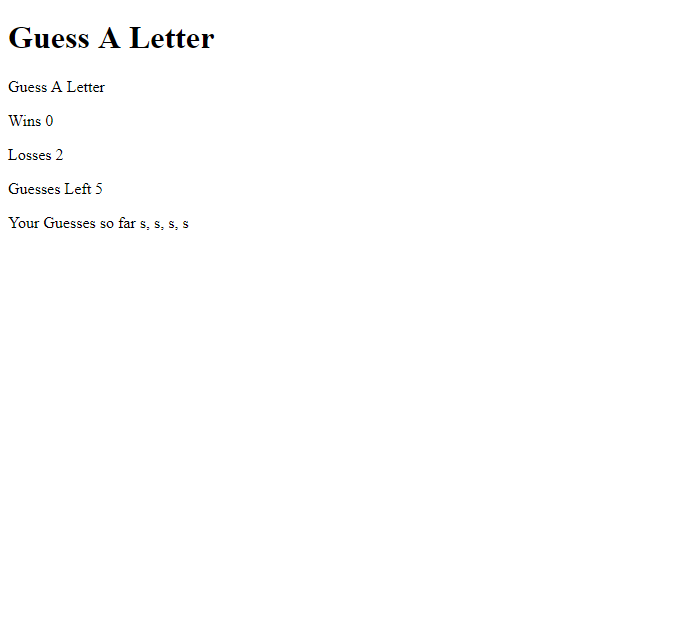 Guess A Letter
Guess A Letter
Wins 0
Losses 2
Guesses Left 5
Your Guesses so far s, s, s, s